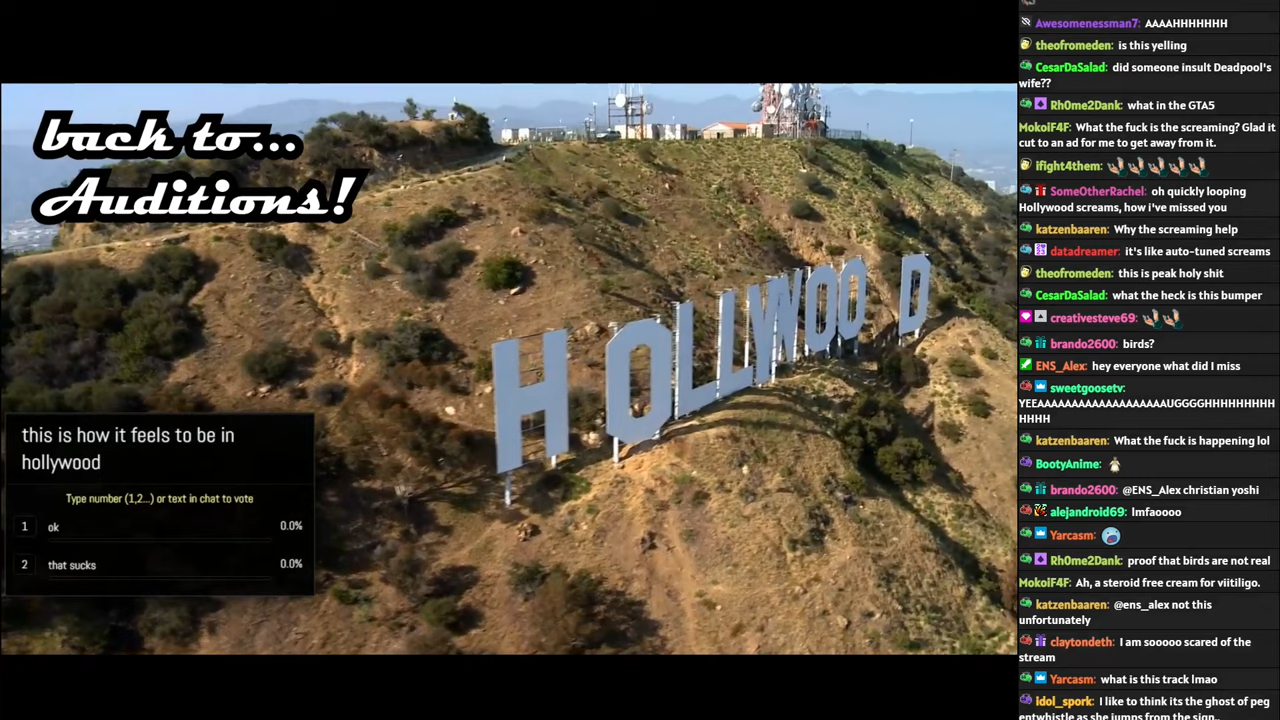 back to...
Auditions!
HOLLYWOOD
this is how it feels to be in
hollywood
Type number (1,2...) or text in chat to vote
1 ok 0.0%
2 that sucks 0.0%
Awesomenessman7: AAAAHHHHHHH
theofromeden: is this yelling
CesarDaSalad: did someone insult Deadpool's
wife??
Rh0me2Dank: what in the GTA5
MokoiF4F: What the fuck is the screaming? Glad it
cut to an ad for me to get away from it.
ifight4them:
SomeOtherRachel: oh quickly looping
Hollywood screams, how i've missed you
katzenbaaren: Why the screaming help
datadreamer: it's like auto-tuned screams
theofromeden: this is peak holy shit
CesarDaSalad: what the heck is this bumper
creativesteve69:
brando2600: birds?
ENS_Alex: hey everyone what did I miss
sweetgoosetv:
YEEAAAAAAAAAAAAAAAAAAUGGGGHHHHHHHHH
HHHH
katzenbaaren: What the fuck is happening lol
BootyAnime:
brando2600: @ENS_Alex christian yoshi
alejandroid69: lmfaoooo
Yarcasm:
Rh0me2Dank: proof that birds are not real
MokoiF4F: Ah, a steroid free cream for viitiligo.
katzenbaaren: @ens_alex not this
unfortunately
claytondeth: I am sooooo scared of the
stream
Yarcasm: what is this track lmao
idol_spork: I like to think its the ghost of peg
entwhistle as she jumps from the sign